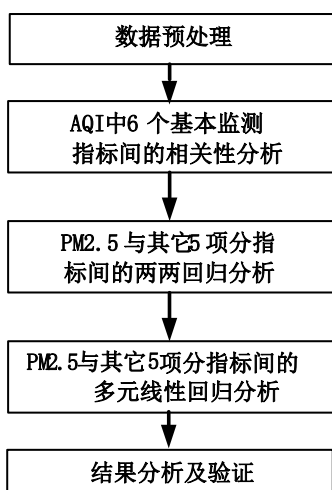 数据预处理
AQI中6 个基本监测
指标间的相关性分析
PM2.5 与其它5 项分指
标间的两两回归分析
PM2.5与其它5项分指标间的
多元线性回归分析
结果分析及验证